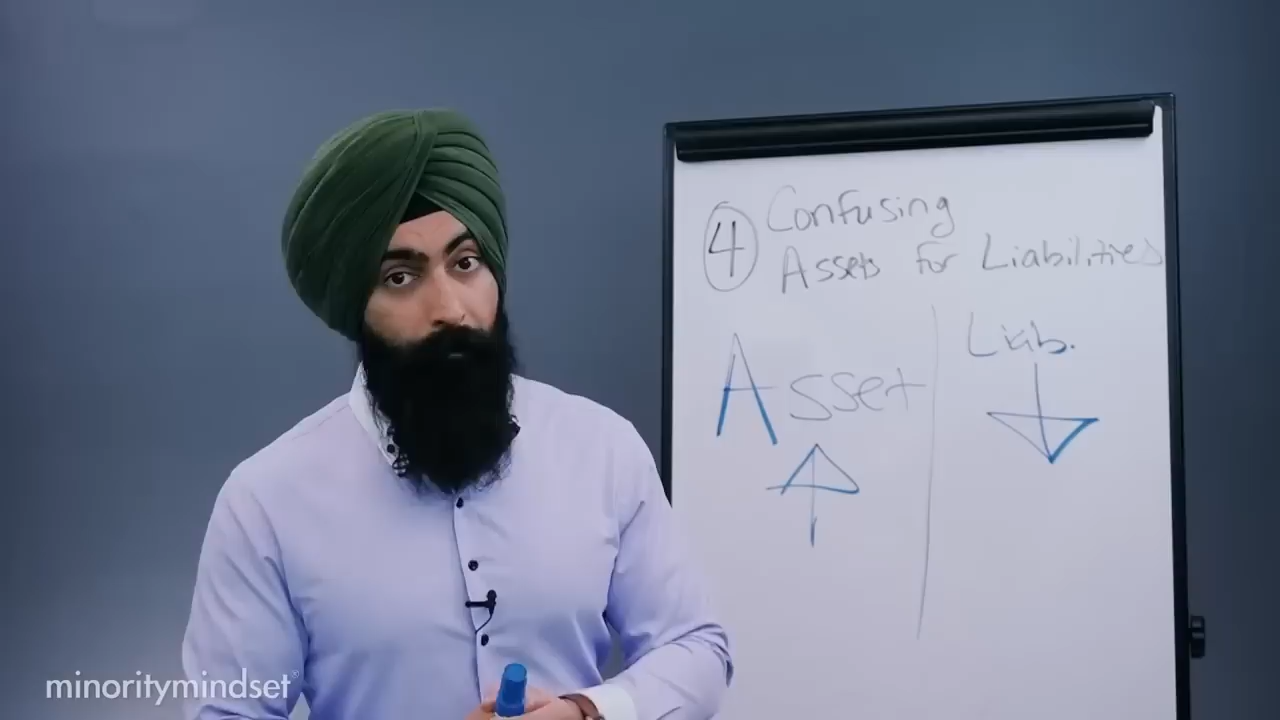 4 Confusing
Assets for Liabilities
Asset
Liab.
minoritymindset®